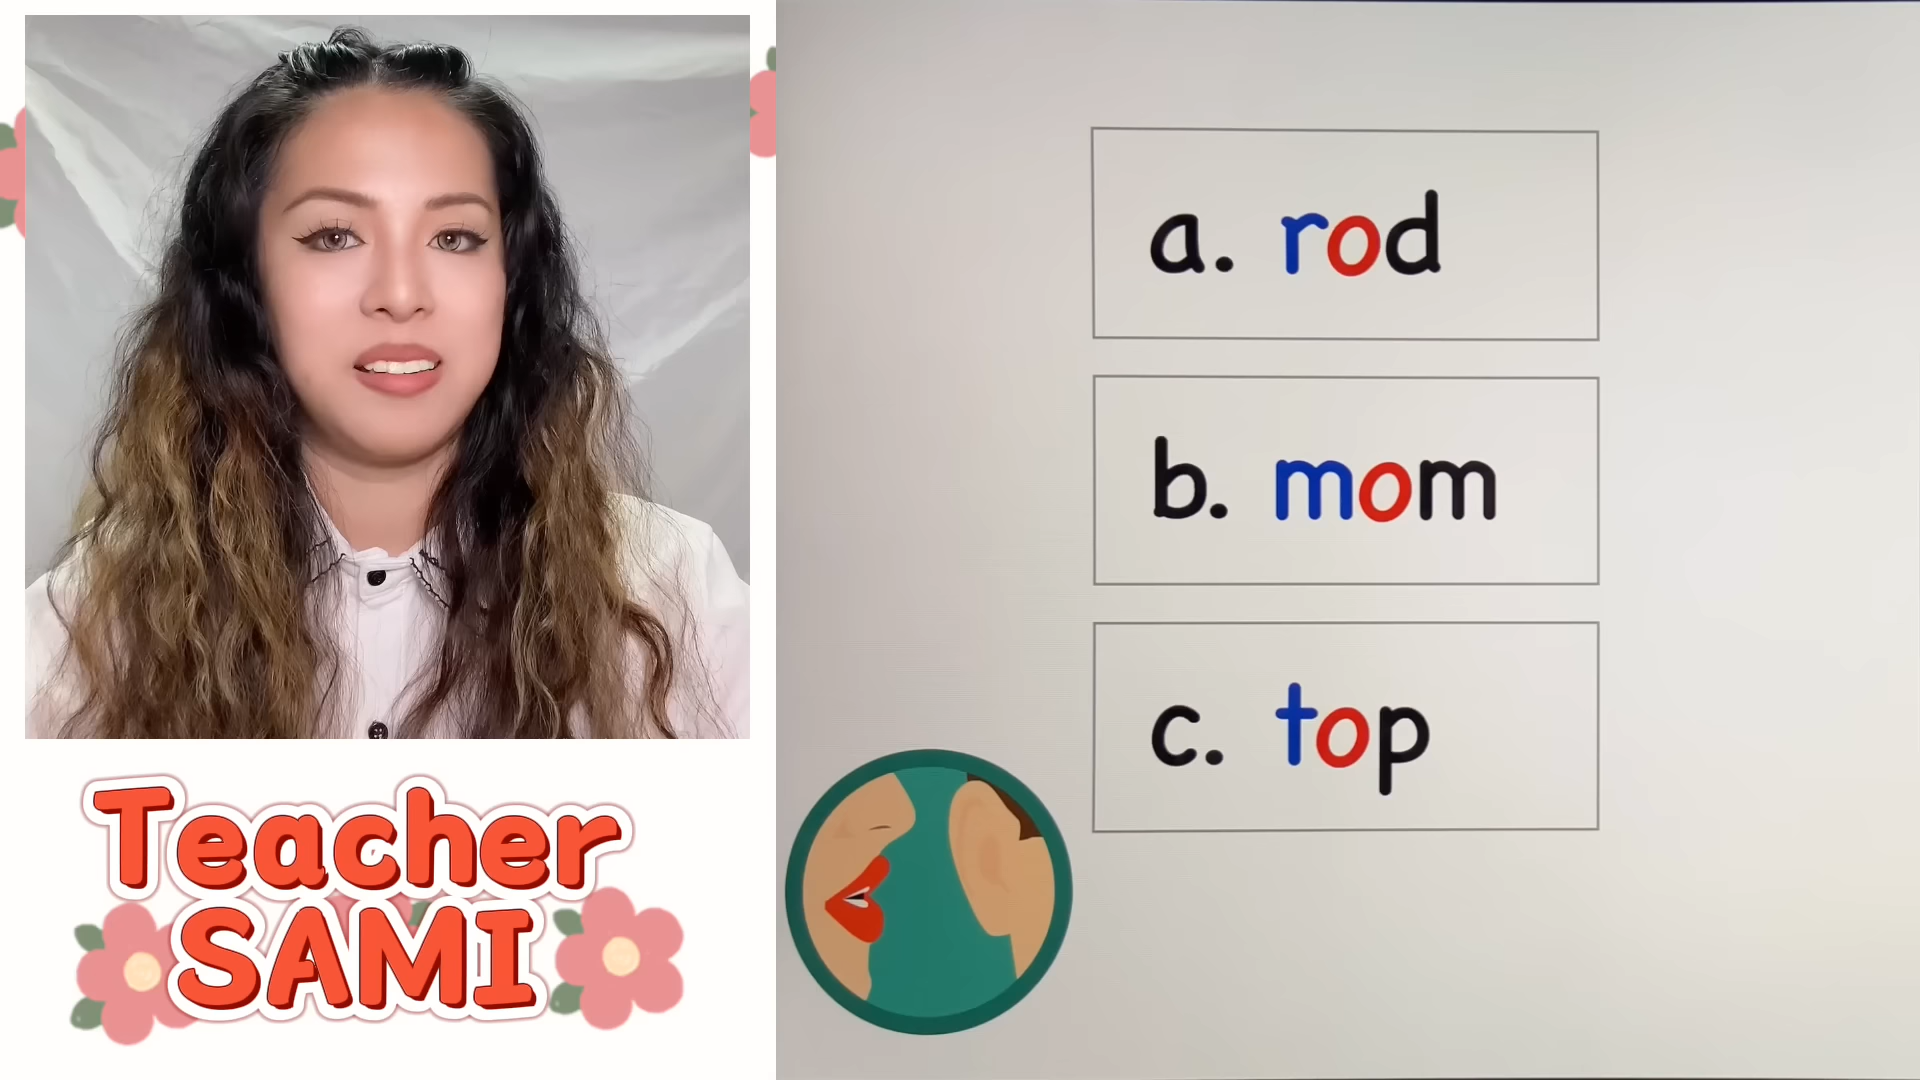 Teacher
SAMI
a. rod
b. mom
c. top